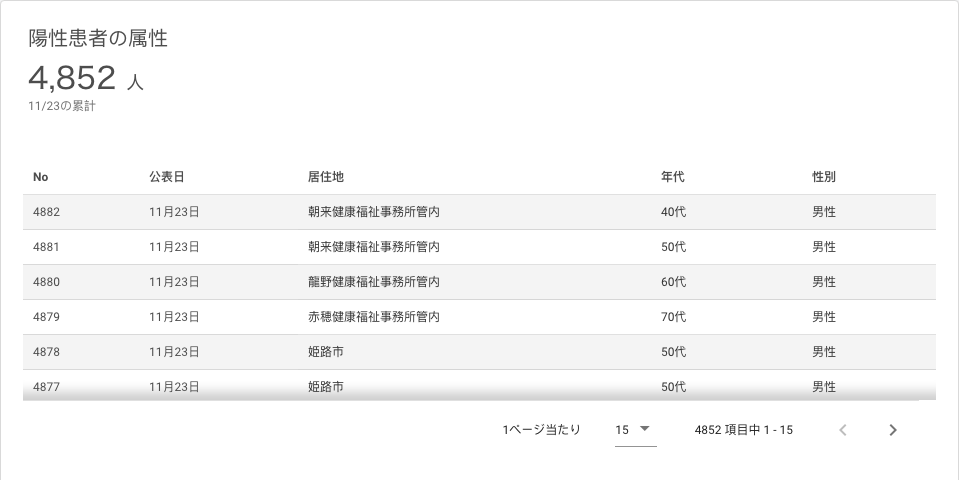 陽性患者の属性
4,852 人
11/23の累計
No 公表日 居住地 年代 性別
4882 11月23日 朝来健康福祉事務所管内 40代 男性
4881 11月23日 朝来健康福祉事務所管内 50代 男性
4880 11月23日 龍野健康福祉事務所管内 60代 男性
4879 11月23日 赤穂健康福祉事務所管内 70代 男性
4878 11月23日 姫路市 50代 男性
4877 11月23日 姫路市 50代 男性
1ページ当たり 15 4852 項目中 1 - 15